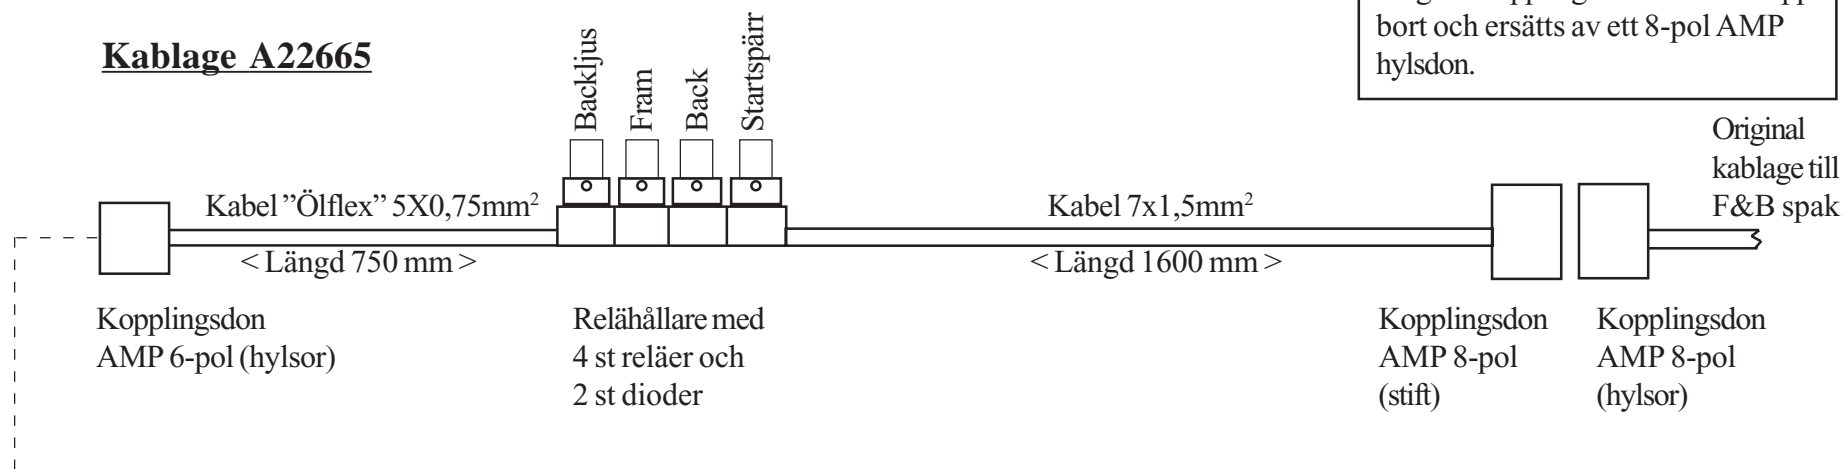 bort och ersätts av ett 8-pol AMP
hylsdon.
Kablage A22665
Backljus
Fram
Back
Startspärr
Original
kablage till
F&B spak
Kabel ”Ölflex” 5X0,75mm²
< Längd 750 mm >
Kabel 7x1,5mm²
< Längd 1600 mm >
Kopplingsdon
AMP 6-pol (hylsor)
Relähållare med
4 st reläer och
2 st dioder
Kopplingsdon
AMP 8-pol
(stift)
Kopplingsdon
AMP 8-pol
(hylsor)